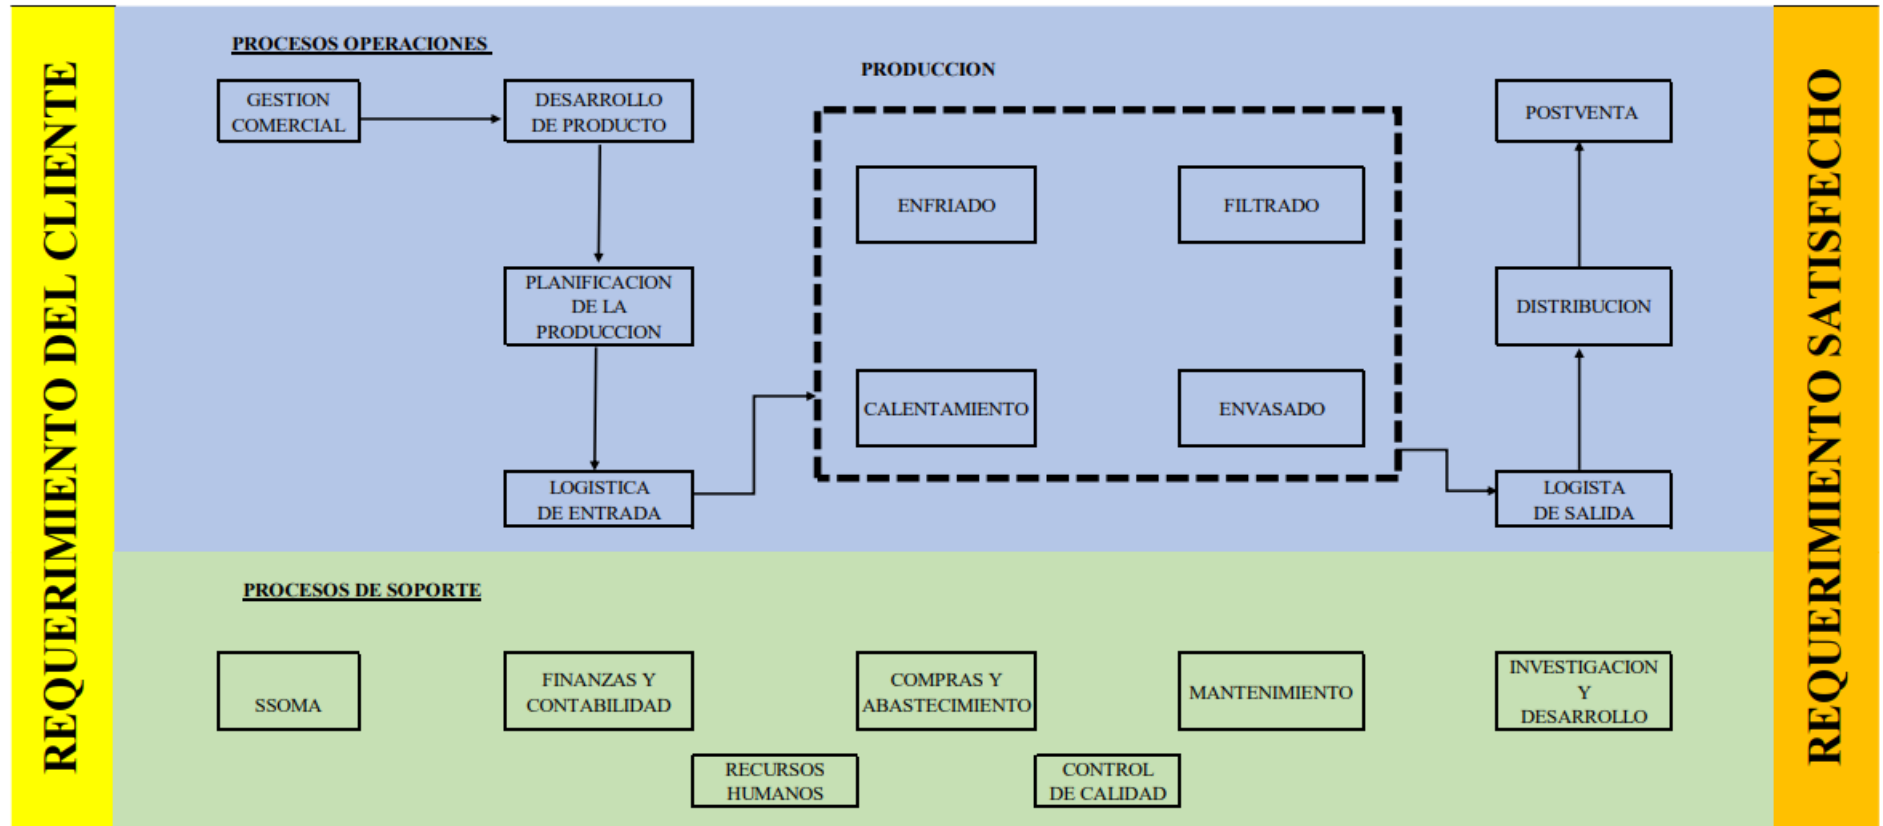 REQUERIMIENTO DEL CLIENTE
PROCESOS OPERACIONES
GESTION
COMERCIAL
DESARROLLO
DE PRODUCTO
PLANIFICACION
DE LA
PRODUCCION
LOGISTICA
DE ENTRADA
PRODUCCION
ENFRIADO
FILTRADO
CALENTAMIENTO
ENVASADO
POSTVENTA
DISTRIBUCION
LOGISTA
DE SALIDA
PROCESOS DE SOPORTE
SSOMA
FINANZAS Y
CONTABILIDAD
COMPRAS Y
ABASTECIMIENTO
MANTENIMIENTO
INVESTIGACION
Y
DESARROLLO
RECURSOS
HUMANOS
CONTROL
DE CALIDAD
REQUERIMIENTO SATISFECHO